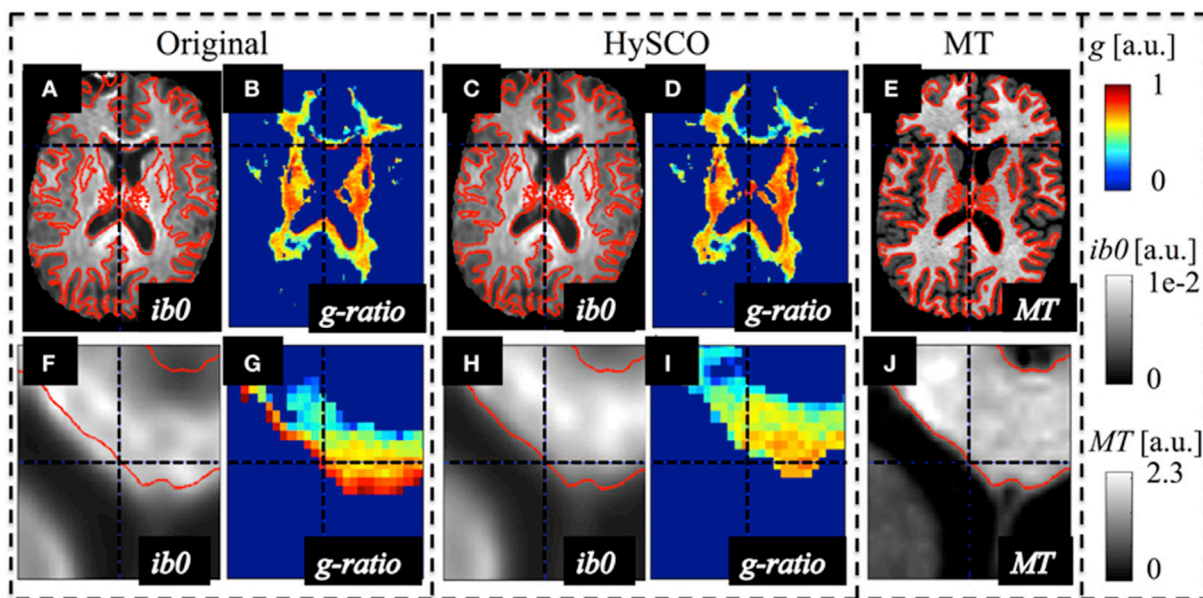 Original HySCO MT g [a.u.]
A B C D E 1
0
ib0 g-ratio ib0 g-ratio MT
ib0 [a.u.]
1e-2
0
F G H I J
MT [a.u.]
2.3
0
ib0 g-ratio ib0 g-ratio MT